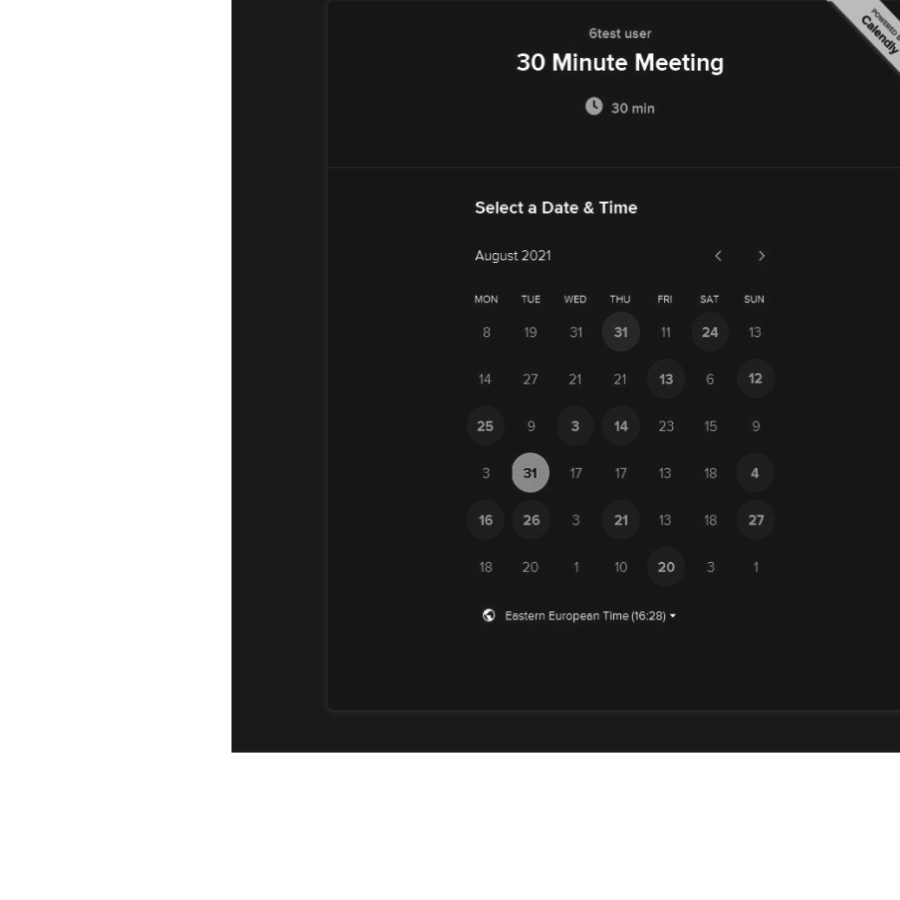 POWERED
Calendly
6test user
30 Minute Meeting
30 min
Select a Date & Time
August 2021
MON TUE WED THU FRI SAT SUN
8 19 31 31 11 24 13
14 27 21 21 13 6 12
25 9 3 14 23 15 9
3 31 17 17 13 18 4
16 26 3 21 13 18 27
18 20 1 10 20 3 1
Eastern European Time (16:28)